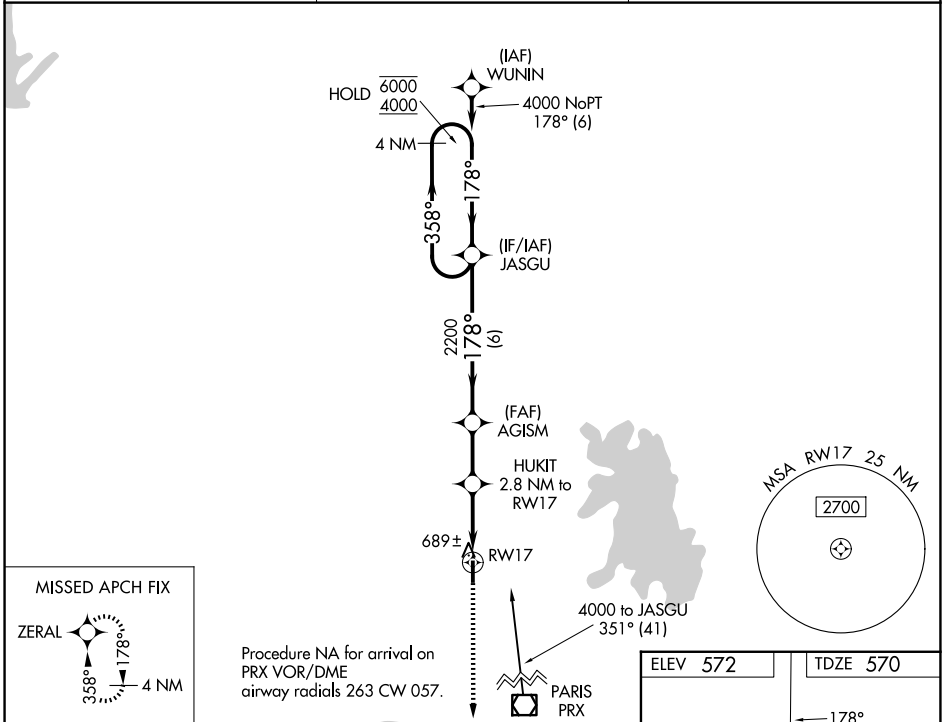 (IAF)
WUNIN
HOLD 6000
4000
4000 NoPT
178° (6)
4 NM
178°
358°
(IF/IAF)
JASGU
2200
178°
(6)
(FAF)
AGISM
HUKIT
2.8 NM to
RW17
MSA RW17 25 NM
2700
689±
RW17
MISSED APCH FIX
ZERAL
178°
358°
4 NM
4000 to JASGU
351° (41)
Procedure NA for arrival on
PRX VOR/DME
airway radials 263 CW 057.
PARIS
PRX
ELEV 572
TDZE 570
178°